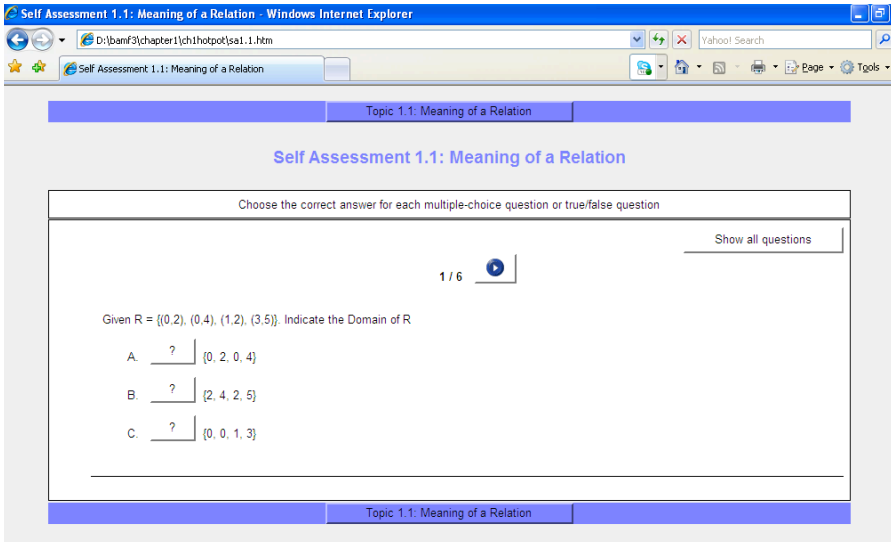 Self Assessment 1.1: Meaning of a Relation - Windows Internet Explorer
D:\bamf3\chapter1\ch1hotpot\sa1.1.htm
Yahoo! Search
Self Assessment 1.1: Meaning of a Relation
Page
Tools
Topic 1.1: Meaning of a Relation
Self Assessment 1.1: Meaning of a Relation
Choose the correct answer for each multiple-choice question or true/false question
Show all questions
1 / 6
Given R = {(0,2), (0,4), (1,2), (3,5)}. Indicate the Domain of R
A. ? {0, 2, 0, 4}
B. ? {2, 4, 2, 5}
C. ? {0, 0, 1, 3}
Topic 1.1: Meaning of a Relation